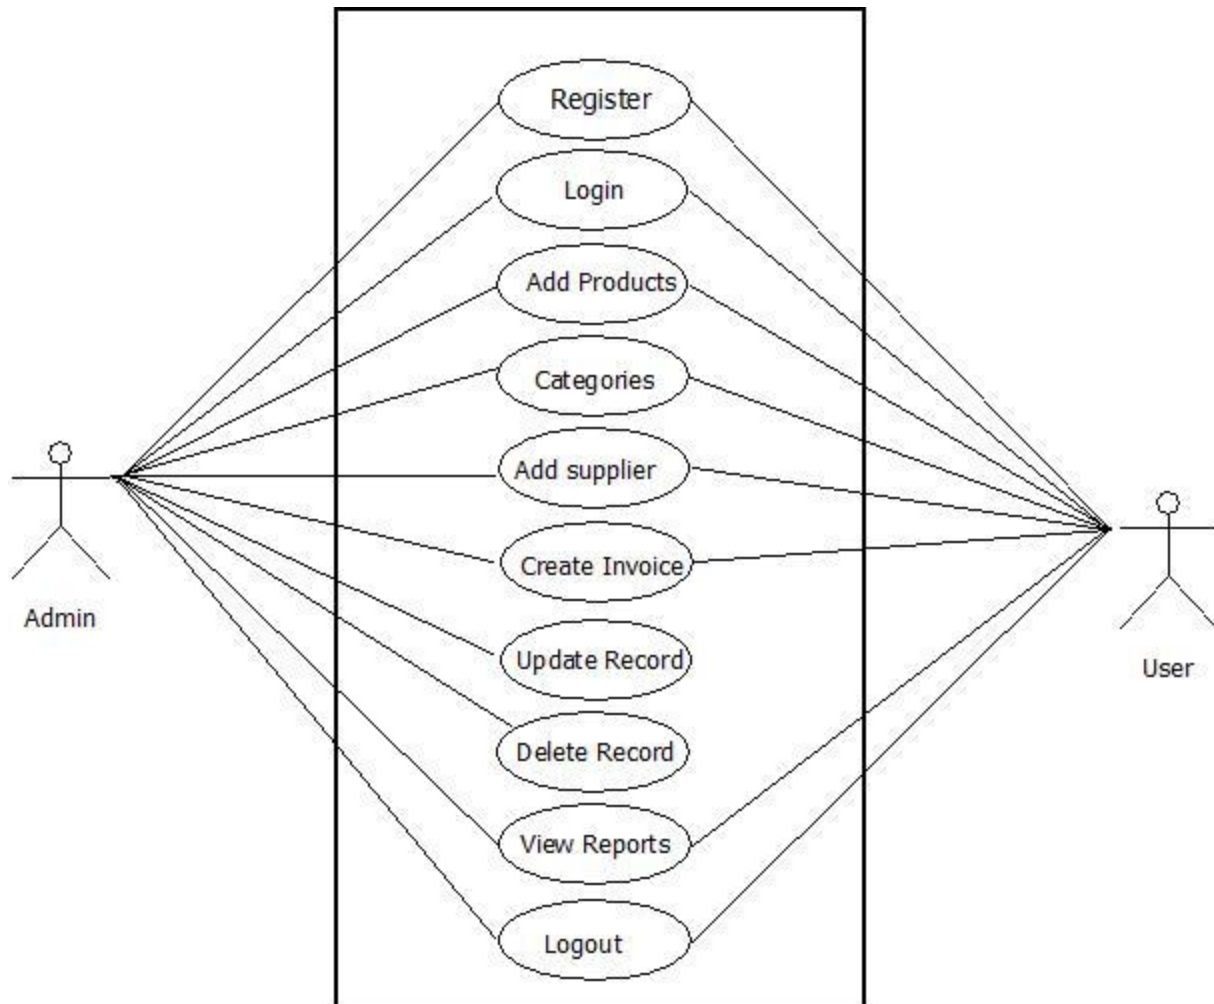 Register
Login
Add Products
Categories
Add supplier
Create Invoice
Admin
Update Record
User
Delete Record
View Reports
Logout